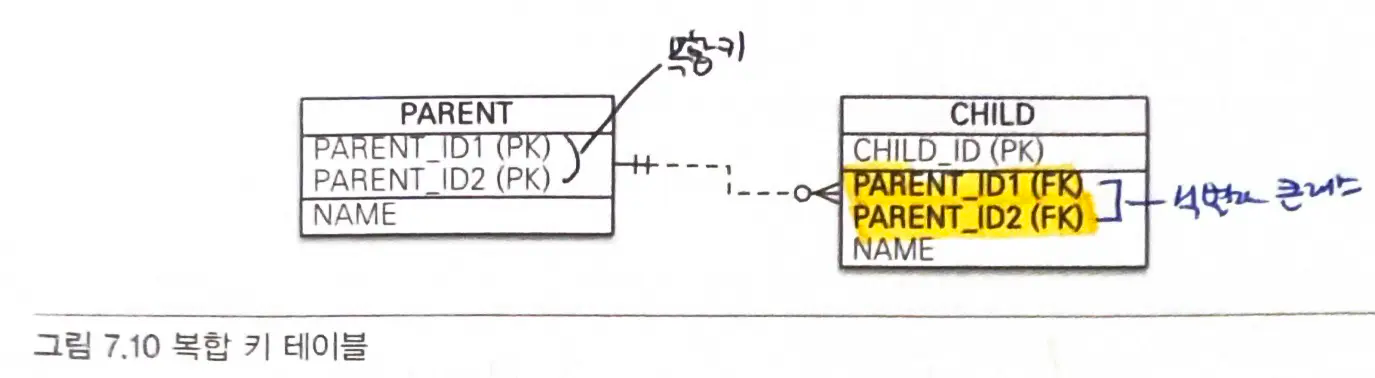 복합키
PARENT
PARENT_ID1 (PK)
PARENT_ID2 (PK)
NAME
CHILD
CHILD_ID (PK)
PARENT_ID1 (FK)
PARENT_ID2 (FK)
NAME
식별자 클래스
그림 7.10 복합 키 테이블